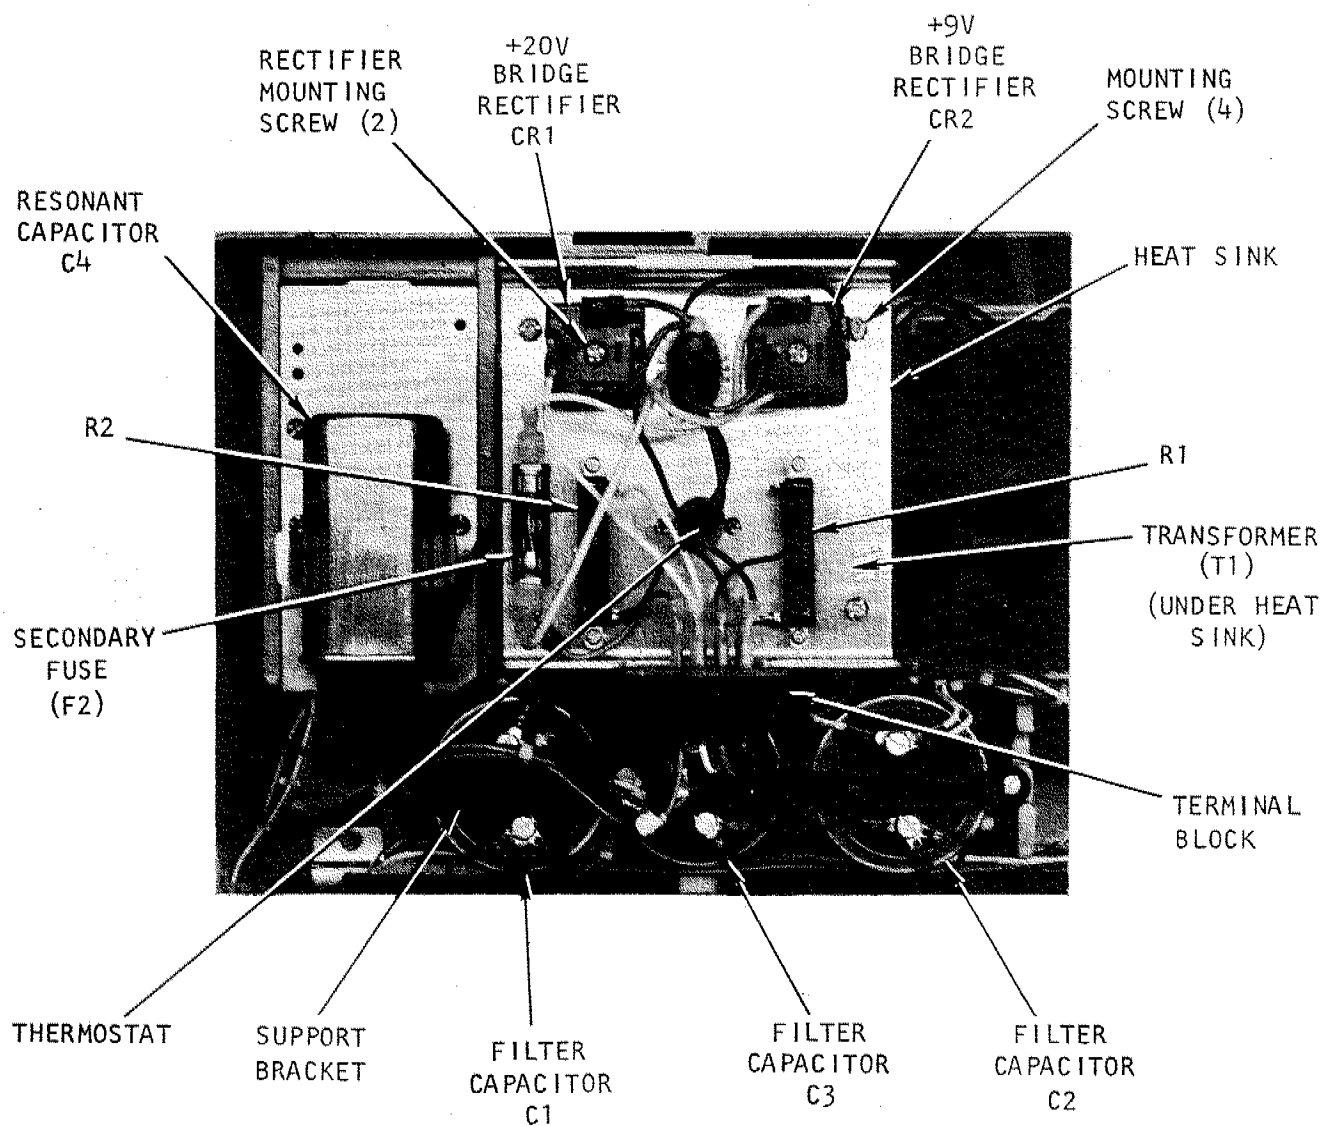 RECTIFIER
MOUNTING
SCREW (2)
+20V
BRIDGE
RECTIFIER
CR1
+9V
BRIDGE
RECTIFIER
CR2
MOUNTING
SCREW (4)
RESONANT
CAPACITOR
C4
HEAT SINK
R2
R1
TRANSFORMER
(T1)
(UNDER HEAT
SINK)
SECONDARY
FUSE
(F2)
TERMINAL
BLOCK
THERMOSTAT
SUPPORT
BRACKET
FILTER
CAPACITOR
C1
FILTER
CAPACITOR
C3
FILTER
CAPACITOR
C2